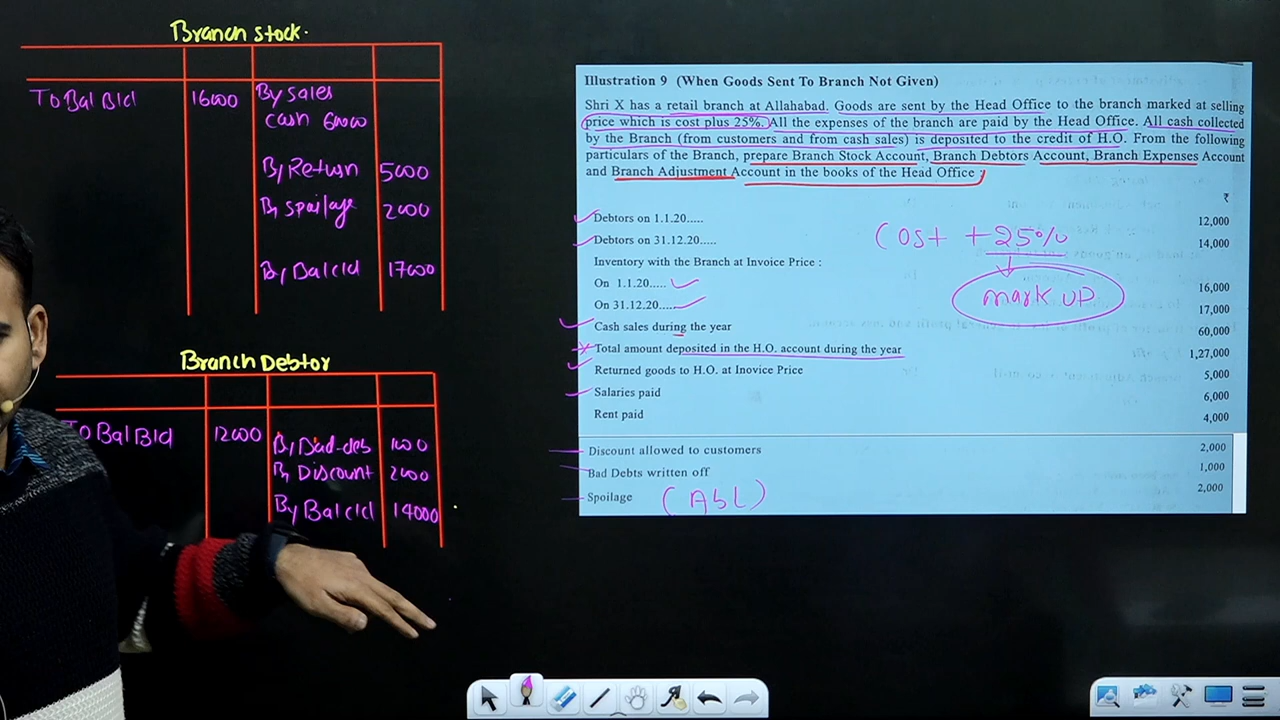 Branch Stock.
To Bal B/d 16000 By Sales
Cash 60000
By Return 5000
By Spoilage 2000
By Bal c/d 17000
Branch Debtor
To Bal B/d 12000 By Bad-deb 1000
By Discount 2000
By Bal c/d 14000
Illustration 9 (When Goods Sent To Branch Not Given)
Shri X has a retail branch at Allahabad. Goods are sent by the Head Office to the branch marked at selling
price which is cost plus 25%. All the expenses of the branch are paid by the Head Office. All cash collected
by the Branch (from customers and from cash sales) is deposited to the credit of H.O. From the following
particulars of the Branch, prepare Branch Stock Account, Branch Debtors Account, Branch Expenses Account
and Branch Adjustment Account in the books of the Head Office :
₹
Debtors on 1.1.20..... 12,000
Debtors on 31.12.20..... 14,000
Cost + 25%
Inventory with the Branch at Invoice Price :
On 1.1.20..... 16,000
mark up
On 31.12.20..... 17,000
Cash sales during the year 60,000
Total amount deposited in the H.O. account during the year 1,27,000
Returned goods to H.O. at Inovice Price 5,000
Salaries paid 6,000
Rent paid 4,000
Discount allowed to customers 2,000
Bad Debts written off 1,000
Spoilage (AbL) 2,000